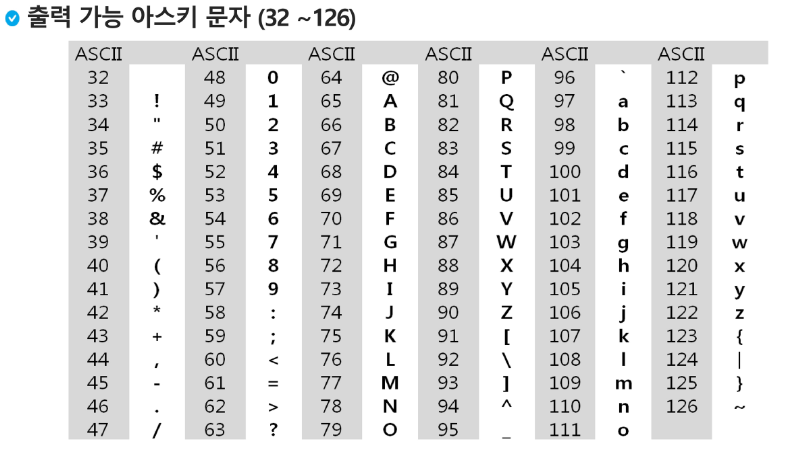 출력 가능 아스키 문자 (32 ~126)
ASCII ASCII ASCII ASCII ASCII ASCII
32 48 0 64 @ 80 P 96 ` 112 p
33 ! 49 1 65 A 81 Q 97 a 113 q
34 " 50 2 66 B 82 R 98 b 114 r
35 # 51 3 67 C 83 S 99 c 115 s
36 $ 52 4 68 D 84 T 100 d 116 t
37 % 53 5 69 E 85 U 101 e 117 u
38 & 54 6 70 F 86 V 102 f 118 v
39 ' 55 7 71 G 87 W 103 g 119 w
40 ( 56 8 72 H 88 X 104 h 120 x
41 ) 57 9 73 I 89 Y 105 i 121 y
42 * 58 : 74 J 90 Z 106 j 122 z
43 + 59 ; 75 K 91 [ 107 k 123 {
44 , 60 < 76 L 92 \ 108 l 124 |
45 - 61 = 77 M 93 ] 109 m 125 }
46 . 62 > 78 N 94 ^ 110 n 126 ~
47 / 63 ? 79 O 95 _ 111 o